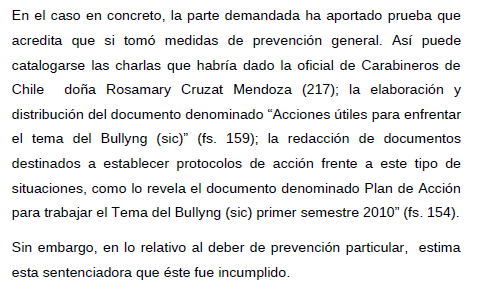 En el caso en concreto, la parte demandada ha aportado prueba que
acredita que si tomó medidas de prevención general. Así puede
catalogarse las charlas que habría dado la oficial de Carabineros de
Chile  doña Rosamary Cruzat Mendoza (217); la elaboración y
distribución del documento denominado “Acciones útiles para enfrentar
el tema del Bullyng (sic)” (fs. 159); la redacción de documentos
destinados a establecer protocolos de acción frente a este tipo de
situaciones, como lo revela el documento denominado Plan de Acción
para trabajar el Tema del Bullyng (sic) primer semestre 2010” (fs. 154).
Sin embargo, en lo relativo al deber de prevención particular,  estima
esta sentenciadora que éste fue incumplido.